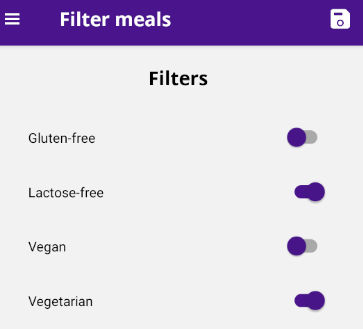 Filter meals
Filters
Gluten-free
Lactose-free
Vegan
Vegetarian